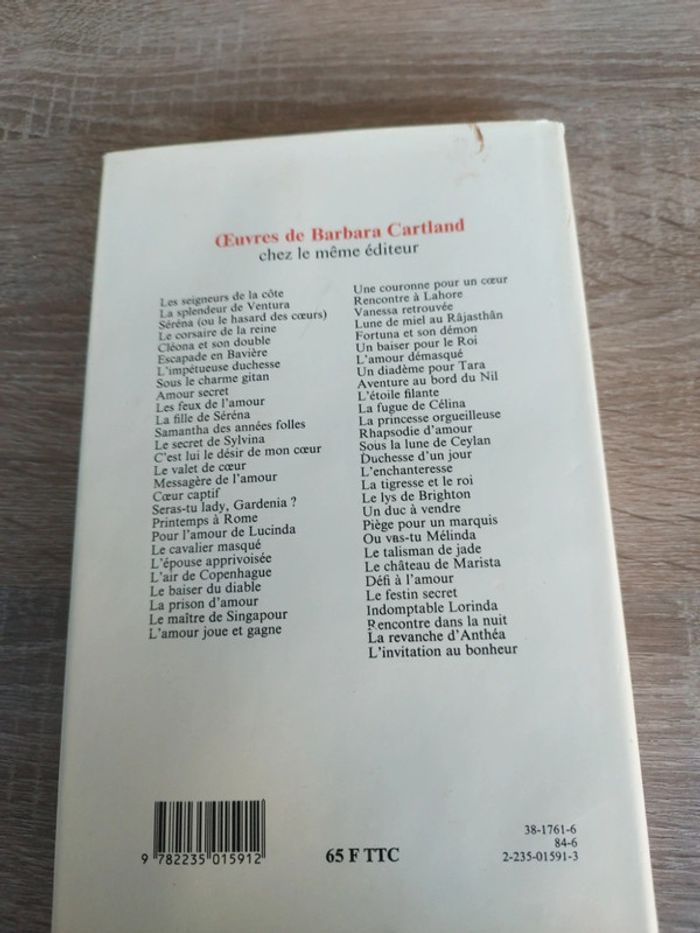 Œuvres de Barbara Cartland
chez le même éditeur
Les seigneurs de la côte
La splendeur de Ventura
Séréna (ou le hasard des cœurs)
Le corsaire de la reine
Cléona et son double
Escapade en Bavière
L'impétueuse duchesse
Sous le charme gitan
Amour secret
Les feux de l'amour
La fille de Séréna
Samantha des années folles
Le secret de Sylvina
C'est lui le désir de mon cœur
Le valet de cœur
Messagère de l'amour
Cœur captif
Seras-tu lady, Gardenia ?
Printemps à Rome
Pour l'amour de Lucinda
Le cavalier masqué
L'épouse apprivoisée
L'air de Copenhague
Le baiser du diable
La prison d'amour
Le maître de Singapour
L'amour joue et gagne
Une couronne pour un cœur
Rencontre à Lahore
Vanessa retrouvée
Lune de miel au Râjasthân
Fortuna et son démon
Un baiser pour le Roi
L'amour démasqué
Un diadème pour Tara
Aventure au bord du Nil
L'étoile filante
La fugue de Célina
La princesse orgueilleuse
Rhapsodie d'amour
Sous la lune de Ceylan
Duchesse d'un jour
L'enchanteresse
La tigresse et le roi
Le lys de Brighton
Un duc à vendre
Piège pour un marquis
Ou vas-tu Mélinda
Le talisman de jade
Le château de Marista
Défi à l'amour
Le festin secret
Indomptable Lorinda
Rencontre dans la nuit
La revanche d'Anthéa
L'invitation au bonheur
9 782235 015912
65 F TTC
38-1761-6
84-6
2-235-01591-3